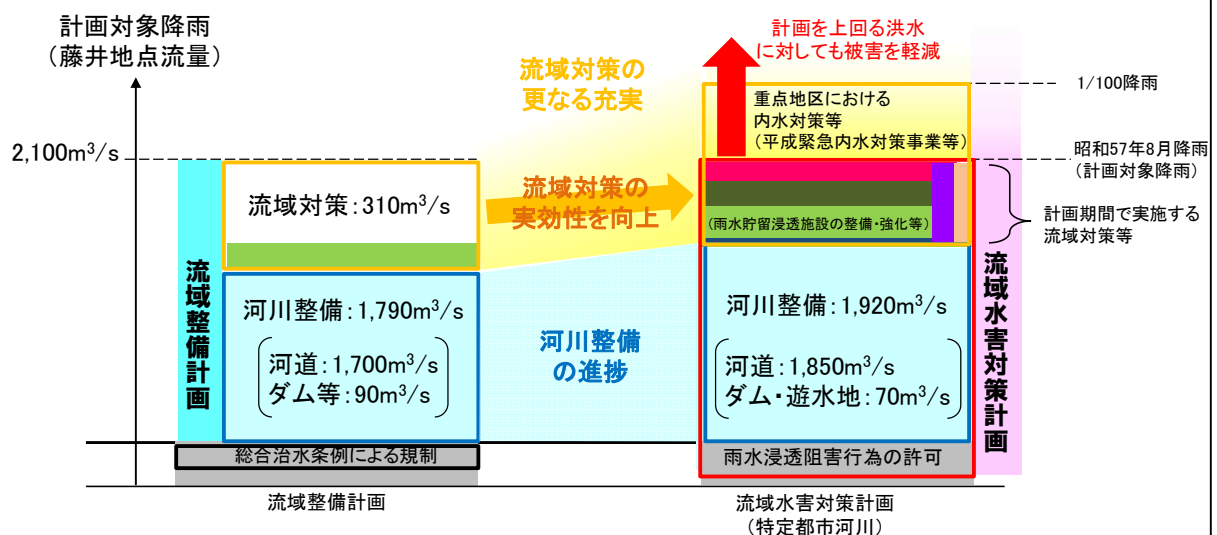 計画対象降雨
（藤井地点流量）
2,100m³/s
流域対策：310m³/s
流域整備計画
河川整備：1,790m³/s
河道：1,700m³/s
ダム等：90m³/s
総合治水条例による規制
流域整備計画
流域対策の
更なる充実
流域対策の
実効性を向上
河川整備
の進捗
計画を上回る洪水
に対しても被害を軽減
重点地区における
内水対策等
（平成緊急内水対策事業等）
（雨水貯留浸透施設の整備・強化等）
河川整備：1,920m³/s
河道：1,850m³/s
ダム・遊水地：70m³/s
雨水浸透阻害行為の許可
流域水害対策計画
（特定都市河川）
1/100降雨
昭和57年8月降雨
（計画対象降雨）
計画期間で実施する
流域対策等
流域水害対策計画